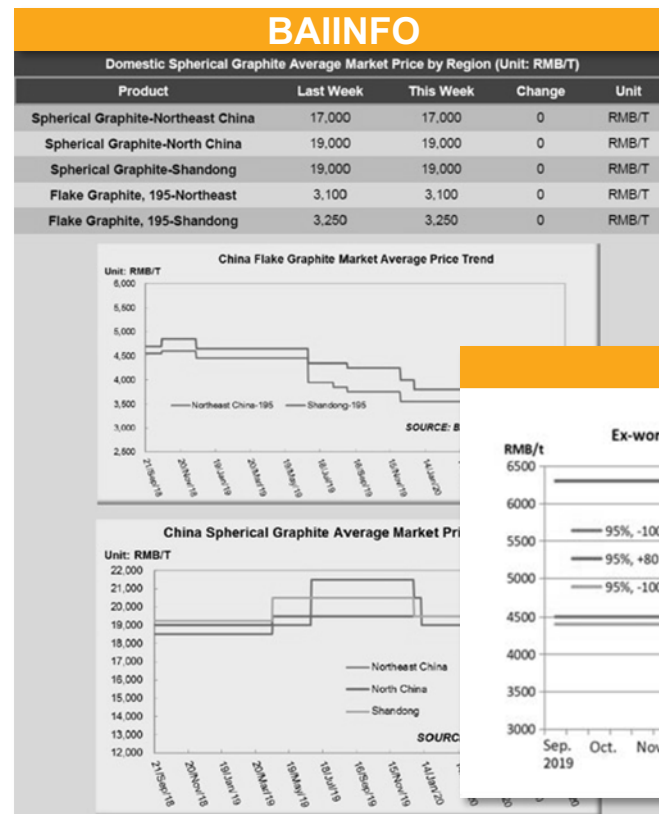 BAIINFO
Domestic Spherical Graphite Average Market Price by Region (Unit: RMB/T)
Product Last Week This Week Change Unit
Spherical Graphite-Northeast China 17,000 17,000 0 RMB/T
Spherical Graphite-North China 19,000 19,000 0 RMB/T
Spherical Graphite-Shandong 19,000 19,000 0 RMB/T
Flake Graphite, 195-Northeast 3,100 3,100 0 RMB/T
Flake Graphite, 195-Shandong 3,250 3,250 0 RMB/T
China Flake Graphite Market Average Price Trend
Unit: RMB/T
6,000
5,500
5,000
4,500
4,000
3,500
3,000
2,500
Northeast China-195 Shandong-195
SOURCE: B
21/Sep/18 20/Nov/18 19/Jan/19 20/Mar/19 19/May/19 18/Jul/19 16/Sep/19 15/Nov/19 14/Jan/20
China Spherical Graphite Average Market Pri
Unit: RMB/T
22,000
21,000
20,000
19,000
18,000
17,000
16,000
15,000
14,000
13,000
12,000
Northeast China
North China
Shandong
SOURC
21/Sep/18 20/Nov/18 19/Jan/19 20/Mar/19 19/May/19 18/Jul/19 16/Sep/19 15/Nov/19 14/Jan/20
Ex-wor
RMB/t
6500
6000
5500
5000
4500
4000
3500
3000
95%, -100
95%, +80
95%, -100
Sep. Oct. Nov
2019